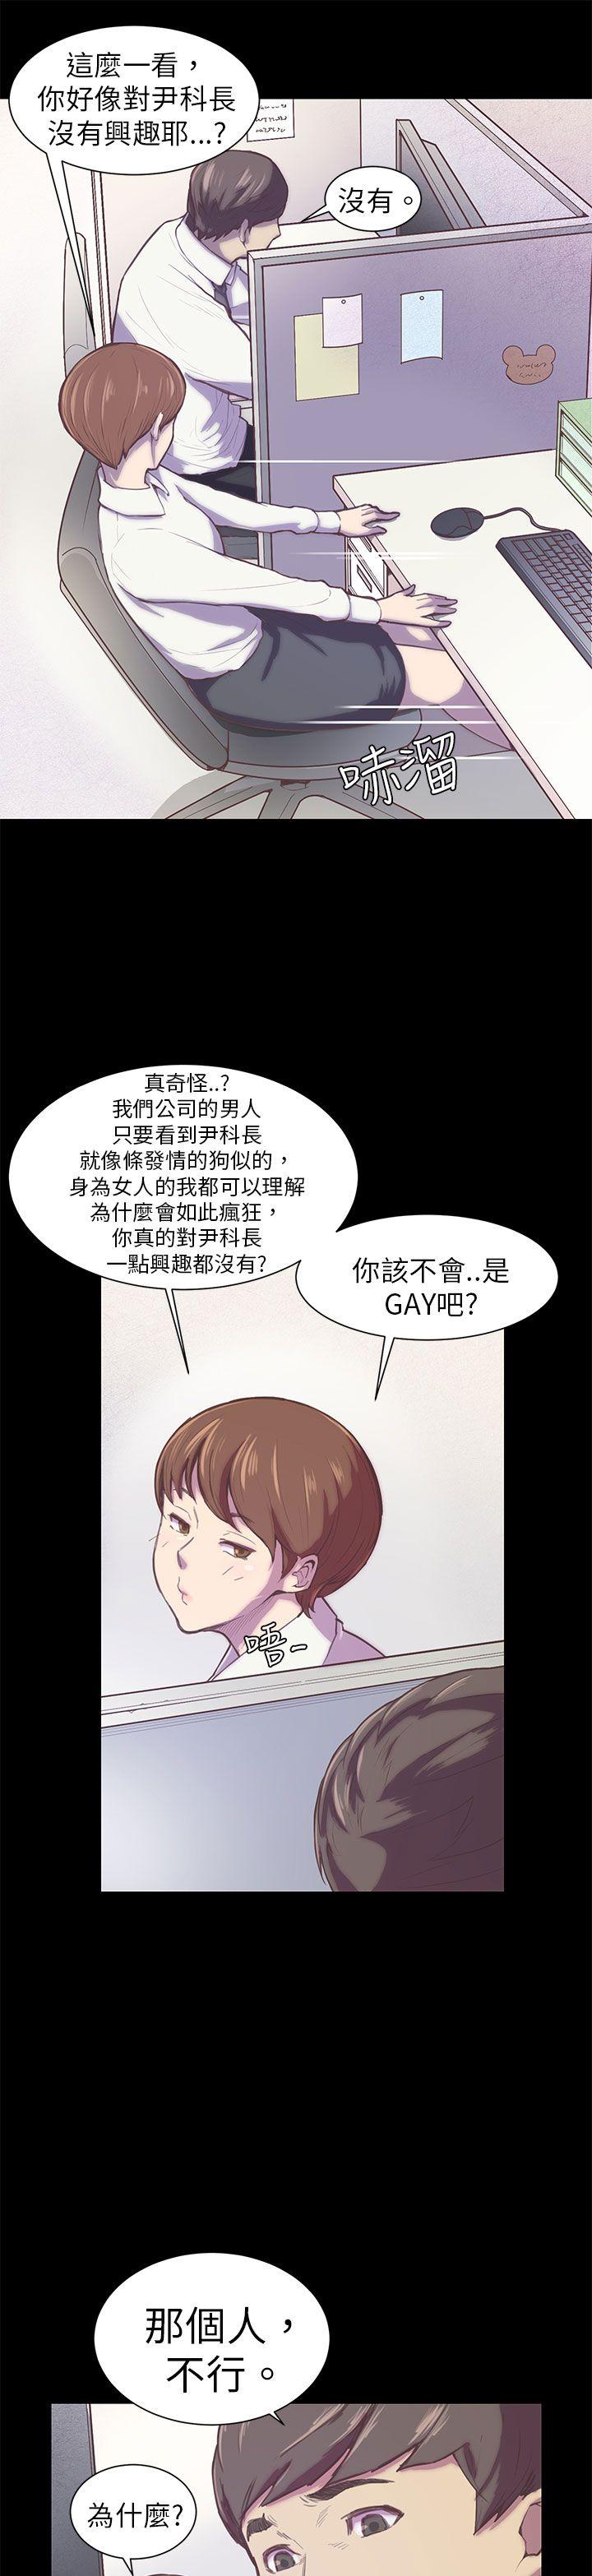 這麼一看，
你好像對尹科長
沒有興趣耶...?
沒有。
哧溜
真奇怪..?
我們公司的男人
只要看到尹科長
就像條發情的狗似的，
身為女人的我都可以理解
為什麼會如此瘋狂，
你真的對尹科長
一點興趣都沒有?
你該不會..是
GAY吧?
唔~
那個人，
不行。
為什麼?